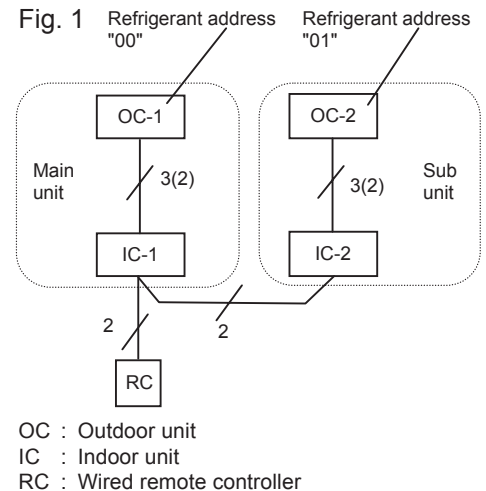 Fig. 1
Refrigerant address "00"
Refrigerant address "01"
OC-1
OC-2
Main unit
3(2)
3(2)
Sub unit
IC-1
IC-2
2
2
RC
OC : Outdoor unit
IC : Indoor unit
RC : Wired remote controller